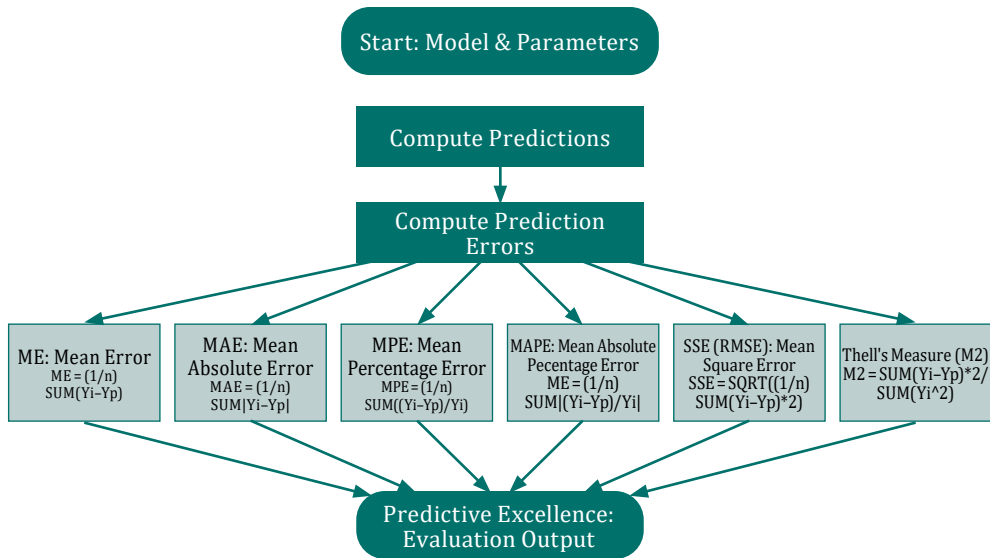 Start: Model & Parameters
Compute Predictions
Compute Prediction
Errors
ME: Mean Error
ME = (1/n)
SUM(Yi–Yp)
MAE: Mean
Absolute Error
MAE = (1/n)
SUM|Yi–Yp|
MPE: Mean
Percentage Error
MPE = (1/n)
SUM((Yi–Yp)/Yi)
MAPE: Mean Absolute
Pecentage Error
ME = (1/n)
SUM|(Yi–Yp)/Yi|
SSE (RMSE): Mean
Square Error
SSE = SQRT((1/n)
SUM(Yi–Yp)*2)
Thell's Measure (M2)
M2 = SUM(Yi–Yp)*2/
SUM(Yi^2)
Predictive Excellence:
Evaluation Output